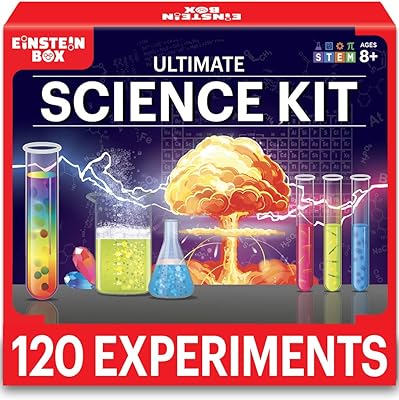 EINSTEIN
BOX
EINSTEIN
BOX
STEM
AGES
8+
ULTIMATE
SCIENCE KIT
120 EXPERIMENTS